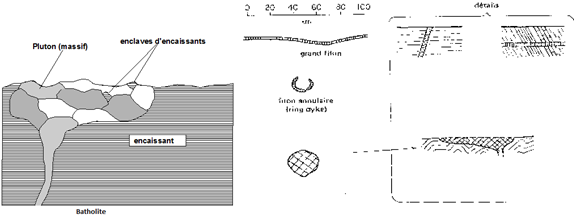 Pluton (massif)
enclaves d'encaissants
encaissant
Batholite
0 20 40 60 80 100
km
grand filon
filon annulaire
(ring dyke)
détails